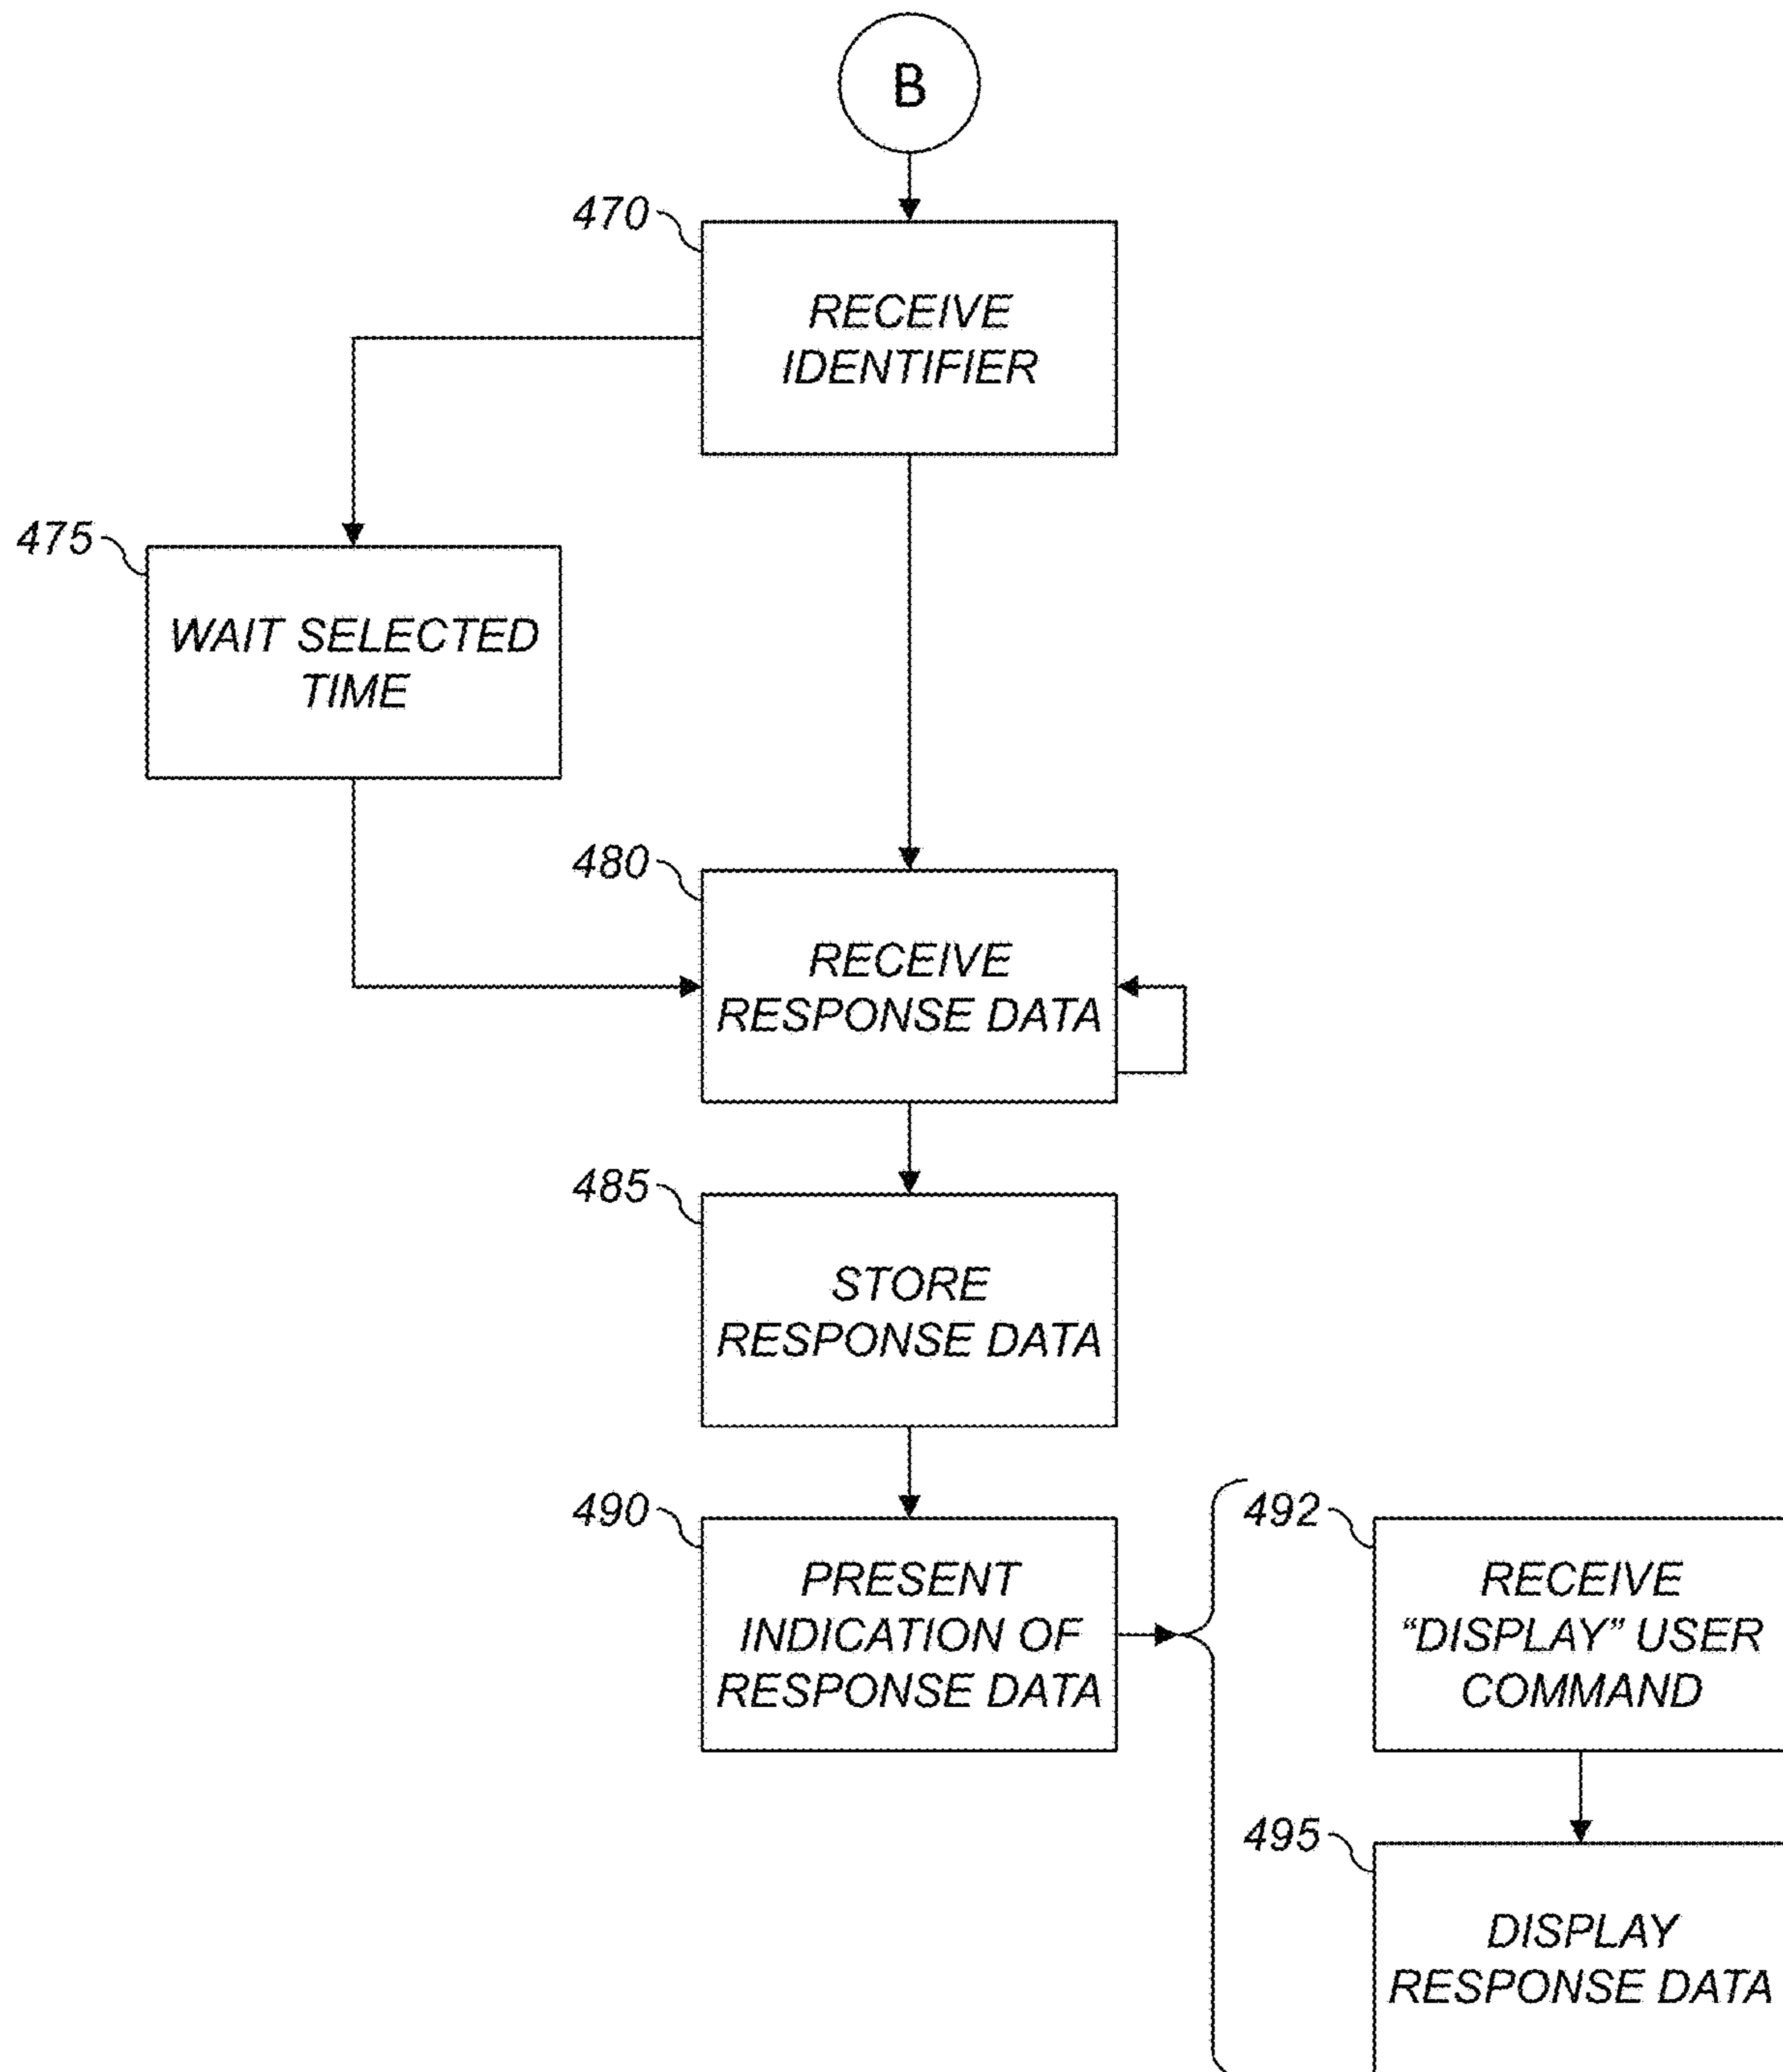 B
470
RECEIVE
IDENTIFIER
475
WAIT SELECTED
TIME
480
RECEIVE
RESPONSE DATA
485
STORE
RESPONSE DATA
490
PRESENT
INDICATION OF
RESPONSE DATA
492
RECEIVE
“DISPLAY” USER
COMMAND
495
DISPLAY
RESPONSE DATA